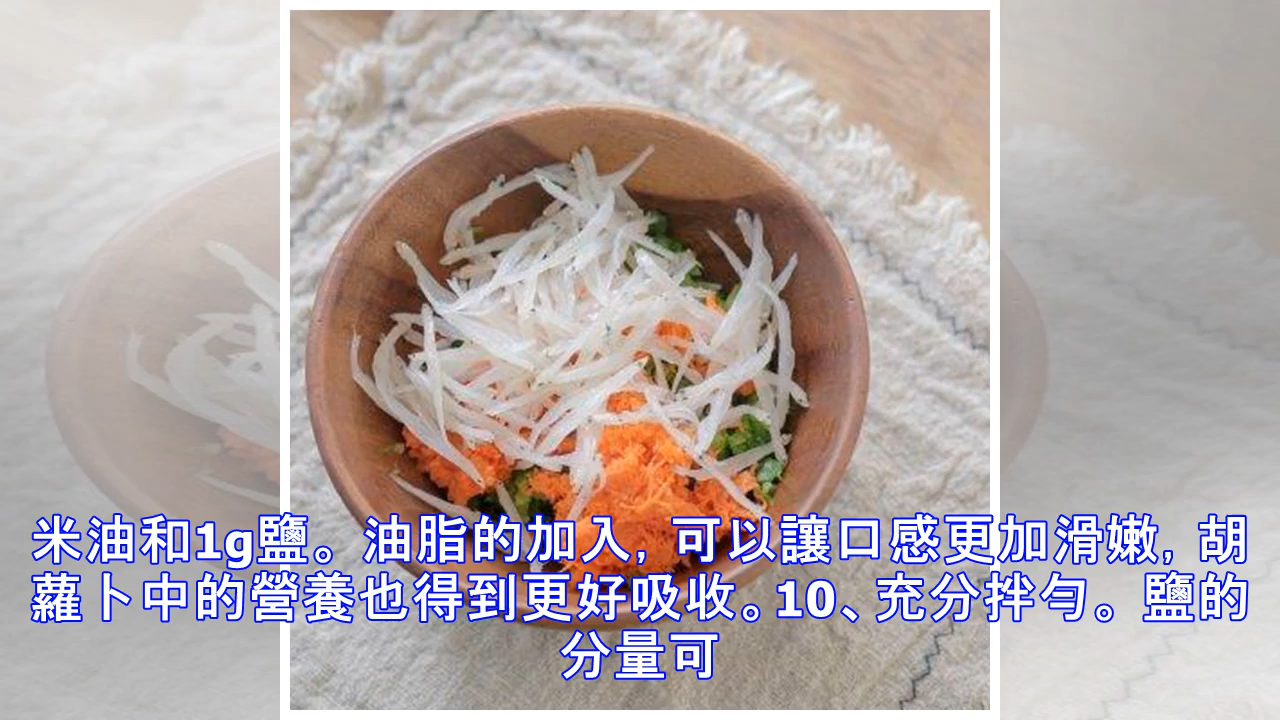 米油和1g鹽。油脂的加入，可以讓口感更加滑嫩，胡
蘿卜中的營養也得到更好吸收。10、充分拌勻。鹽的
分量可